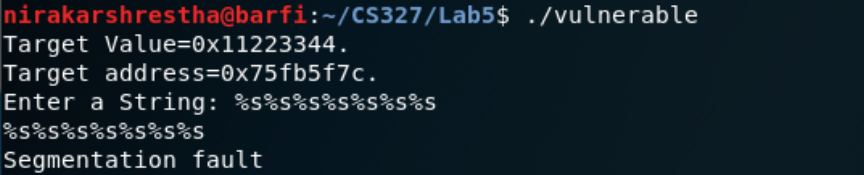 nirakarshrestha@barfi:~/CS327/Lab5$ ./vulnerable
Target Value=0x11223344.
Target address=0x75fb5f7c.
Enter a String: %s%s%s%s%s%s%s%s
%s%s%s%s%s%s%s%s
Segmentation fault